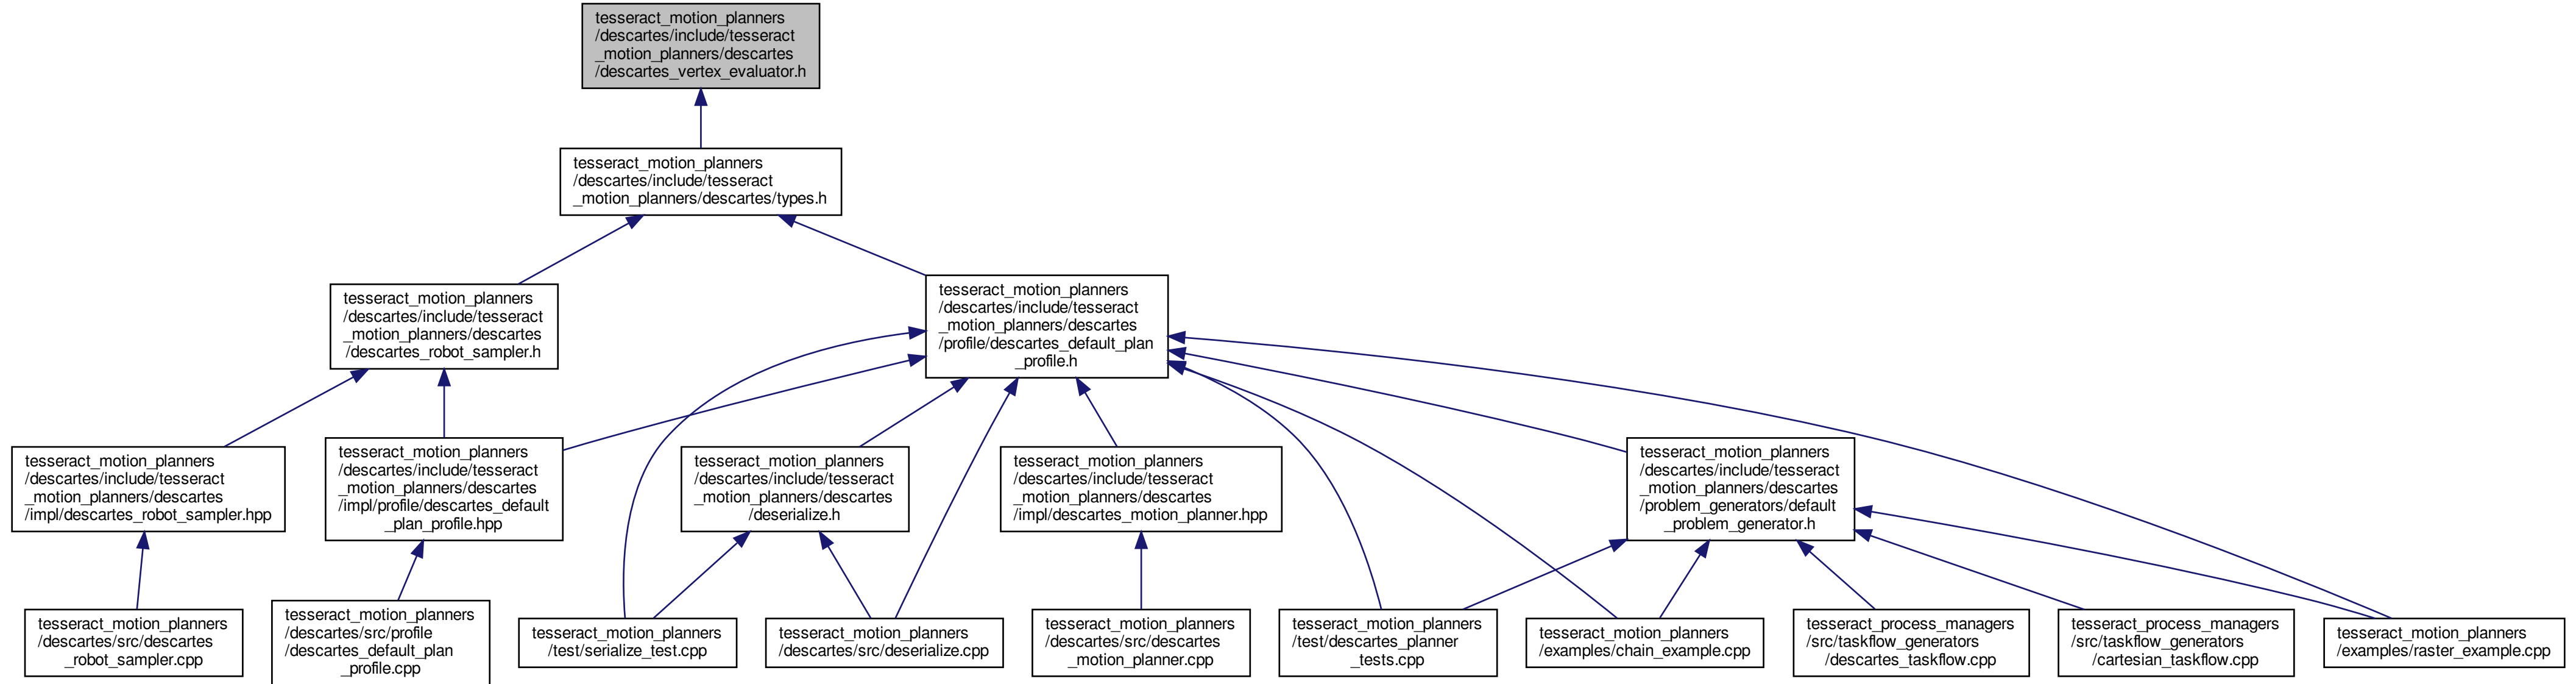 tesseract_motion_planners
/descartes/include/tesseract
_motion_planners/descartes
/descartes_vertex_evaluator.h
tesseract_motion_planners
/descartes/include/tesseract
_motion_planners/descartes/types.h
tesseract_motion_planners
/descartes/include/tesseract
_motion_planners/descartes
/descartes_robot_sampler.h
tesseract_motion_planners
/descartes/include/tesseract
_motion_planners/descartes
/profile/descartes_default_plan
_profile.h
tesseract_motion_planners
/descartes/include/tesseract
_motion_planners/descartes
/impl/descartes_robot_sampler.hpp
tesseract_motion_planners
/descartes/include/tesseract
_motion_planners/descartes
/impl/profile/descartes_default
_plan_profile.hpp
tesseract_motion_planners
/descartes/include/tesseract
_motion_planners/descartes
/deserialize.h
tesseract_motion_planners
/descartes/include/tesseract
_motion_planners/descartes
/impl/descartes_motion_planner.hpp
tesseract_motion_planners
/descartes/include/tesseract
_motion_planners/descartes
/problem_generators/default
_problem_generator.h
tesseract_motion_planners
/descartes/src/descartes
_robot_sampler.cpp
tesseract_motion_planners
/descartes/src/profile
/descartes_default_plan
_profile.cpp
tesseract_motion_planners
/test/serialize_test.cpp
tesseract_motion_planners
/descartes/src/deserialize.cpp
tesseract_motion_planners
/descartes/src/descartes
_motion_planner.cpp
tesseract_motion_planners
/test/descartes_planner
_tests.cpp
tesseract_motion_planners
/examples/chain_example.cpp
tesseract_process_managers
/src/taskflow_generators
/descartes_taskflow.cpp
tesseract_process_managers
/src/taskflow_generators
/cartesian_taskflow.cpp
tesseract_motion_planners
/examples/raster_example.cpp